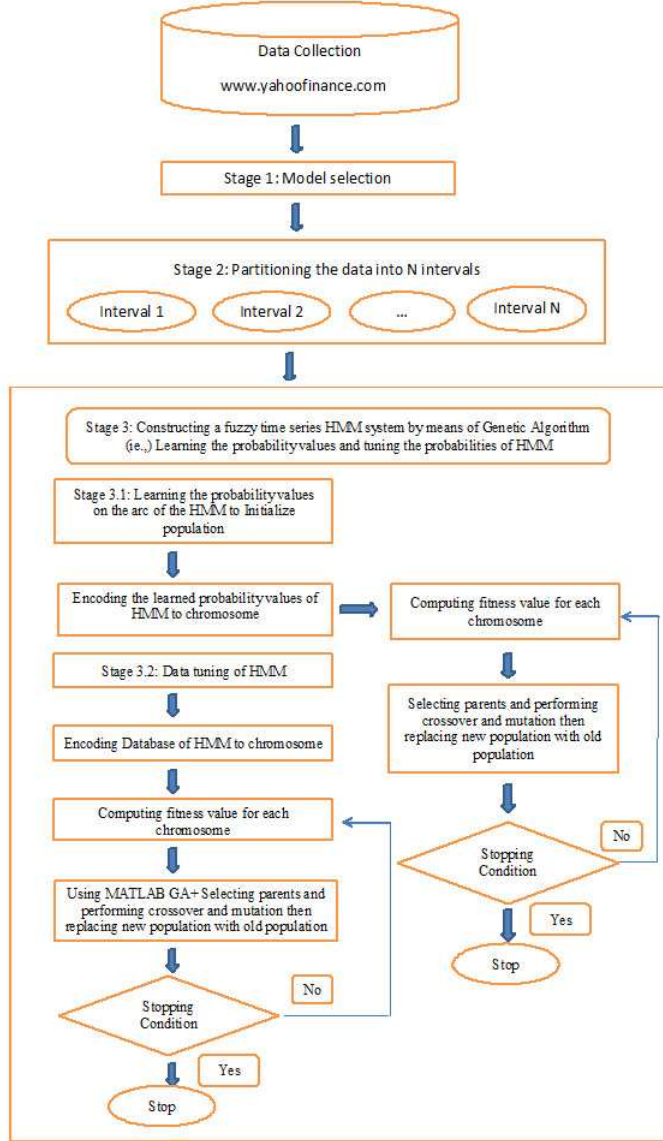 Data Collection
www.yahoofinance.com
Stage 1: Model selection
Stage 2: Partitioning the data into N intervals
Interval 1
Interval 2
...
Interval N
Stage 3: Constructing a fuzzy time series HMM system by means of Genetic Algorithm
(ie.,) Learning the probability values and tuning the probabilities of HMM
Stage 3.1: Learning the probability values
on the arc of the HMM to Initialize
population
Encoding the learned probability values of
HMM to chromosome
Computing fitness value for each
chromosome
Stage 3.2: Data tuning of HMM
Selecting parents and performing
crossover and mutation then
replacing new population with old
population
Encoding Database of HMM to chromosome
Computing fitness value for each
chromosome
No
Stopping
Condition
Using MATLAB GA+ Selecting parents and
performing crossover and mutation then
replacing new population with old population
Yes
Stop
No
Stopping
Condition
Yes
Stop